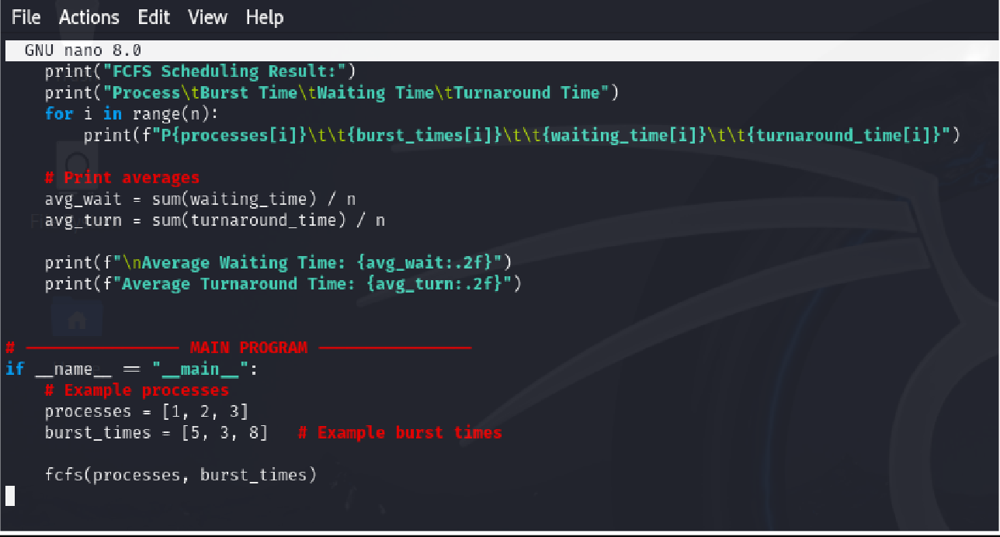 File Actions Edit View Help
GNU nano 8.0
    print("FCFS Scheduling Result:")
    print("Process\tBurst Time\tWaiting Time\tTurnaround Time")
    for i in range(n):
        print(f"P{processes[i]}\t\t{burst_times[i]}\t\t{waiting_time[i]}\t\t{turnaround_time[i]}")
    # Print averages
    avg_wait = sum(waiting_time) / n
    avg_turn = sum(turnaround_time) / n
    print(f"\nAverage Waiting Time: {avg_wait:.2f}")
    print(f"Average Turnaround Time: {avg_turn:.2f}")
# ---------------- MAIN PROGRAM ----------------
if __name__ == "__main__":
    # Example processes
    processes = [1, 2, 3]
    burst_times = [5, 3, 8]   # Example burst times
    fcfs(processes, burst_times)